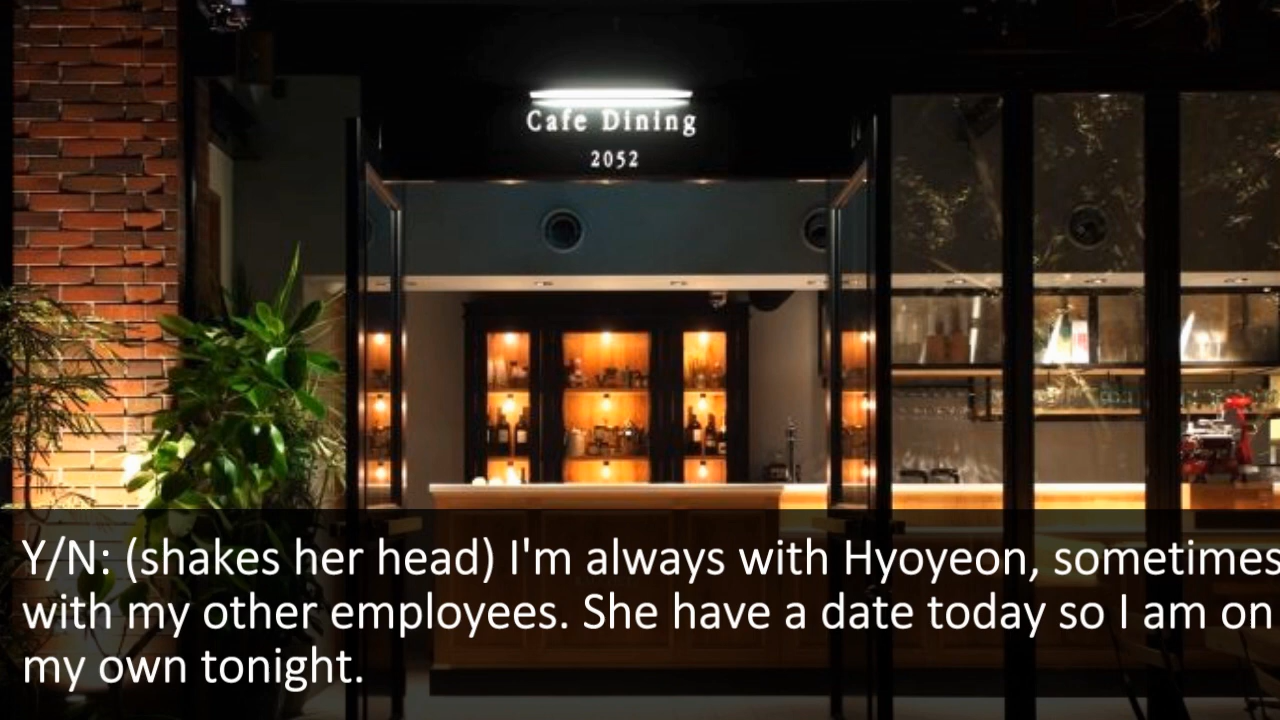 Cafe Dining
2052
Y/N: (shakes her head) I'm always with Hyoyeon, sometimes
with my other employees. She have a date today so I am on
my own tonight.